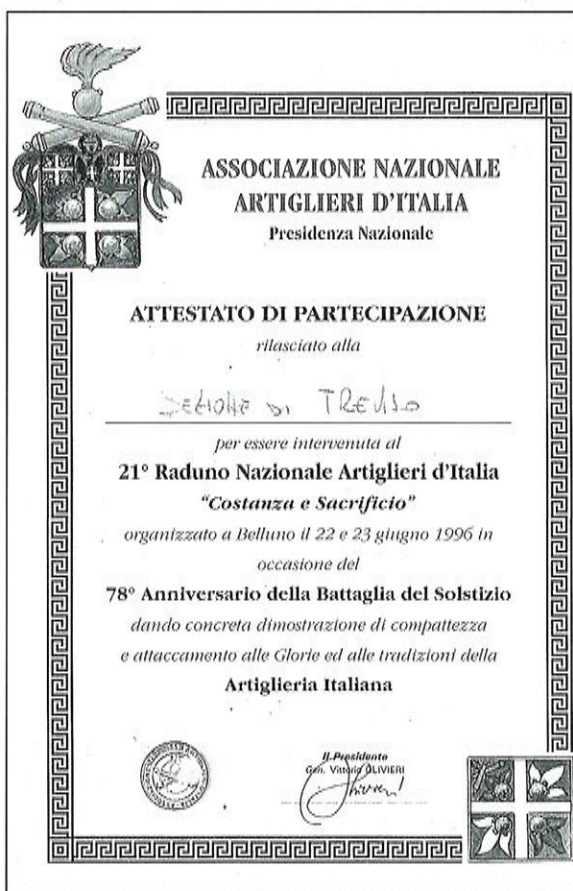 ASSOCIAZIONE NAZIONALE
ARTIGLIERI D'ITALIA
Presidenza Nazionale
ATTESTATO DI PARTECIPAZIONE
rilasciato alla
SEZIONE DI TREVISO
per essere intervenuta al
21° Raduno Nazionale Artiglieri d'Italia
"Costanza e Sacrificio"
organizzato a Belluno il 22 e 23 giugno 1996 in
occasione del
78° Anniversario della Battaglia del Solstizio
dando concreta dimostrazione di compattezza
e attaccamento alle Glorie ed alle tradizioni della
Artiglieria Italiana
Il Presidente
Gen. Vittorio OLIVIERI
Olivieri